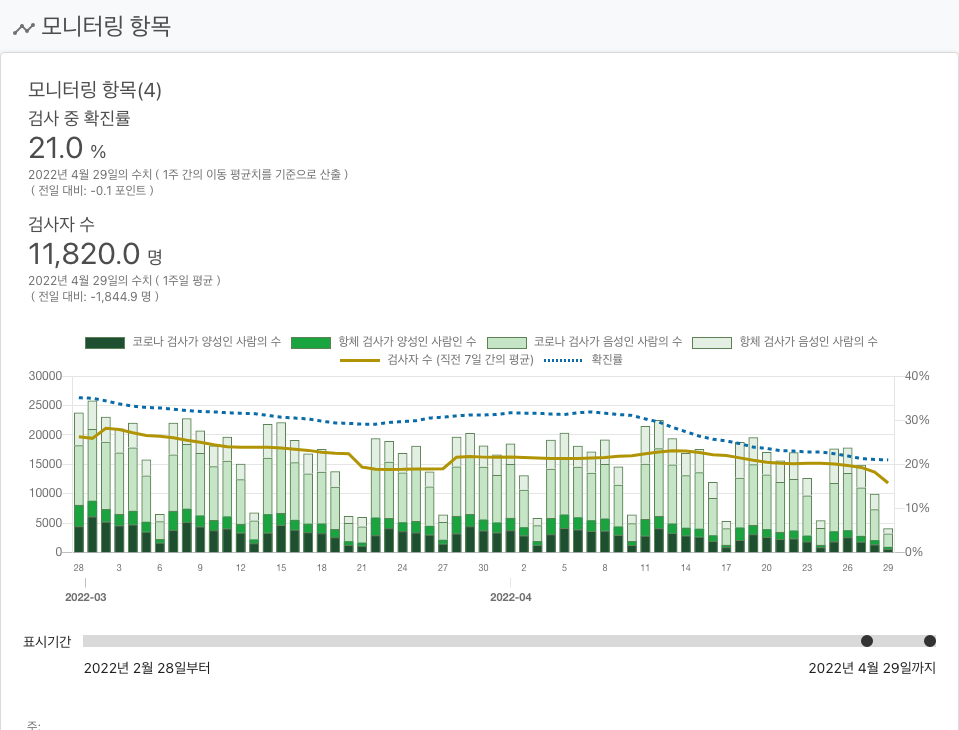 모니터링 항목
모니터링 항목(4)
검사 중 확진률
21.0 %
2022년 4월 29일의 수치 ( 1주 간의 이동 평균치를 기준으로 산출 )
( 전일 대비: -0.1 포인트 )
검사자 수
11,820.0 명
2022년 4월 29일의 수치 ( 1주일 평균 )
( 전일 대비: -1,844.9 명 )
코로나 검사가 양성인 사람의 수 항체 검사가 양성인 사람인 수 코로나 검사가 음성인 사람의 수 항체 검사가 음성인 사람의 수
검사자 수 (직전 7일 간의 평균) 확진률
30000 40%
25000 30%
20000
15000 20%
10000 10%
5000
0 0%
28 3 6 9 12 15 18 21 24 27 30 2 5 8 11 14 17 20 23 26 29
2022-03 2022-04
표시기간
2022년 2월 28일부터 2022년 4월 29일까지
주: